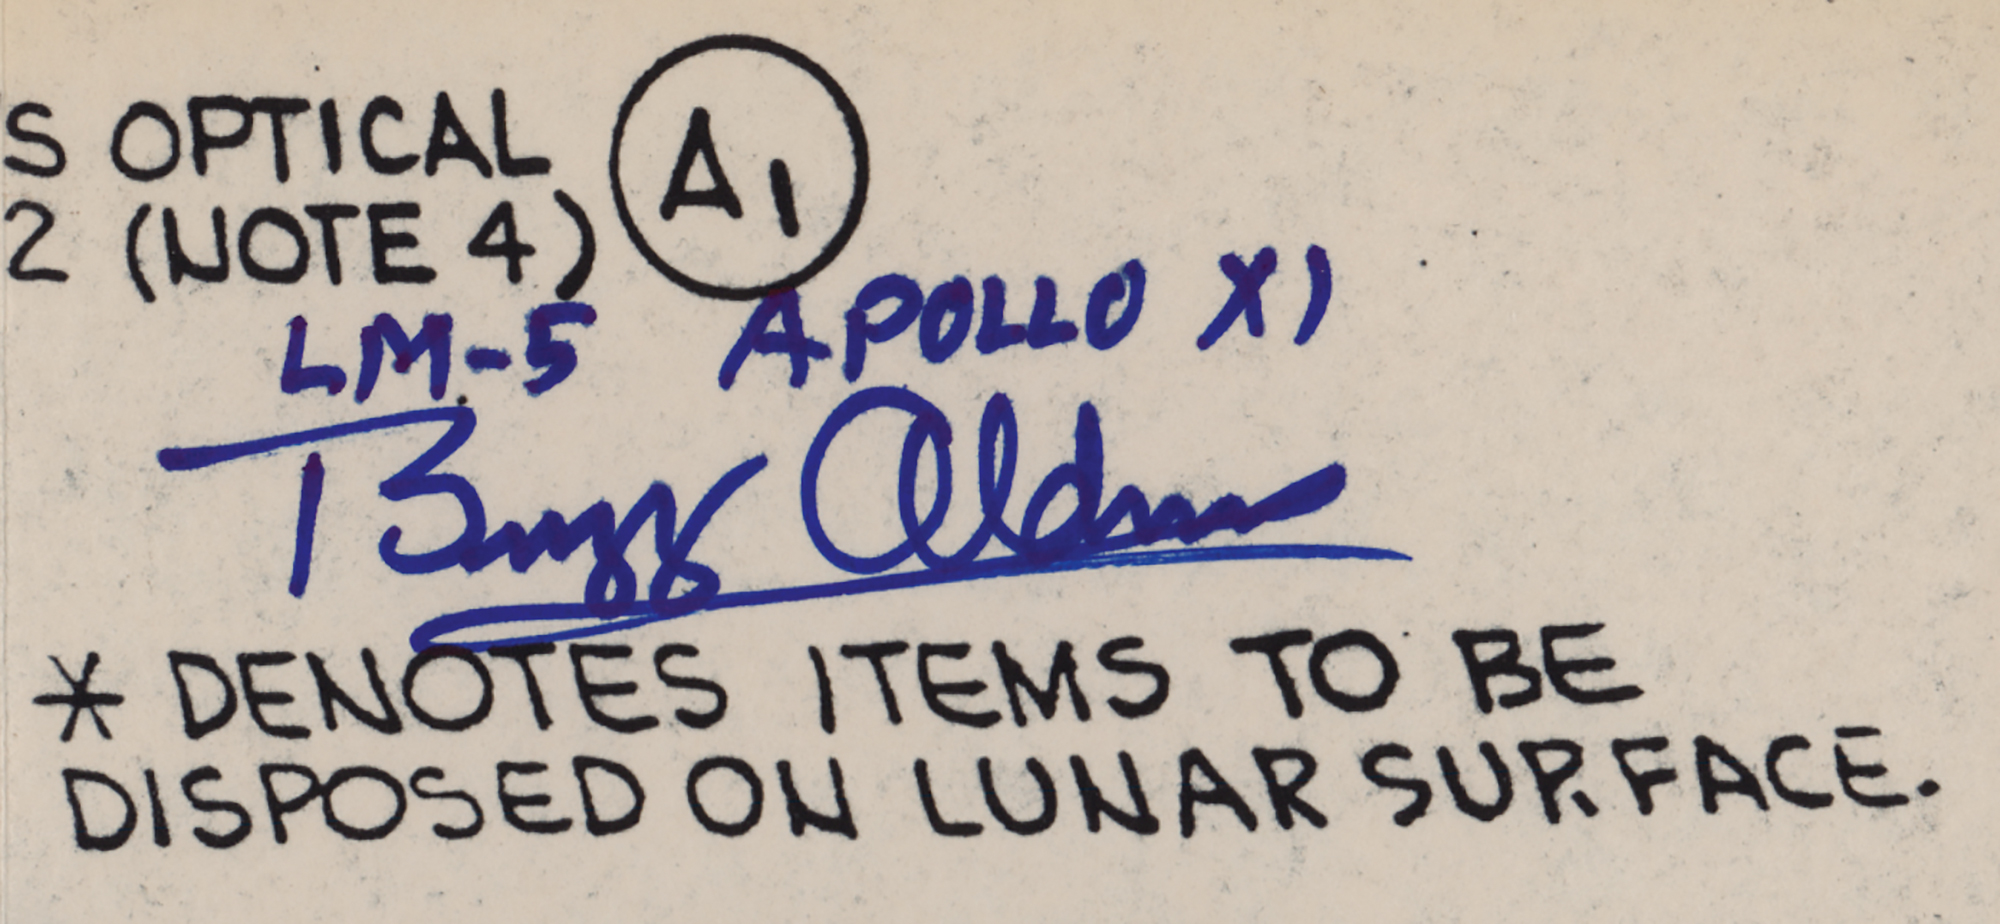 S OPTICAL A1
2 (NOTE 4)
LM-5 APOLLO XI
Buzz Aldrin
* DENOTES ITEMS TO BE
DISPOSED ON LUNAR SURFACE.